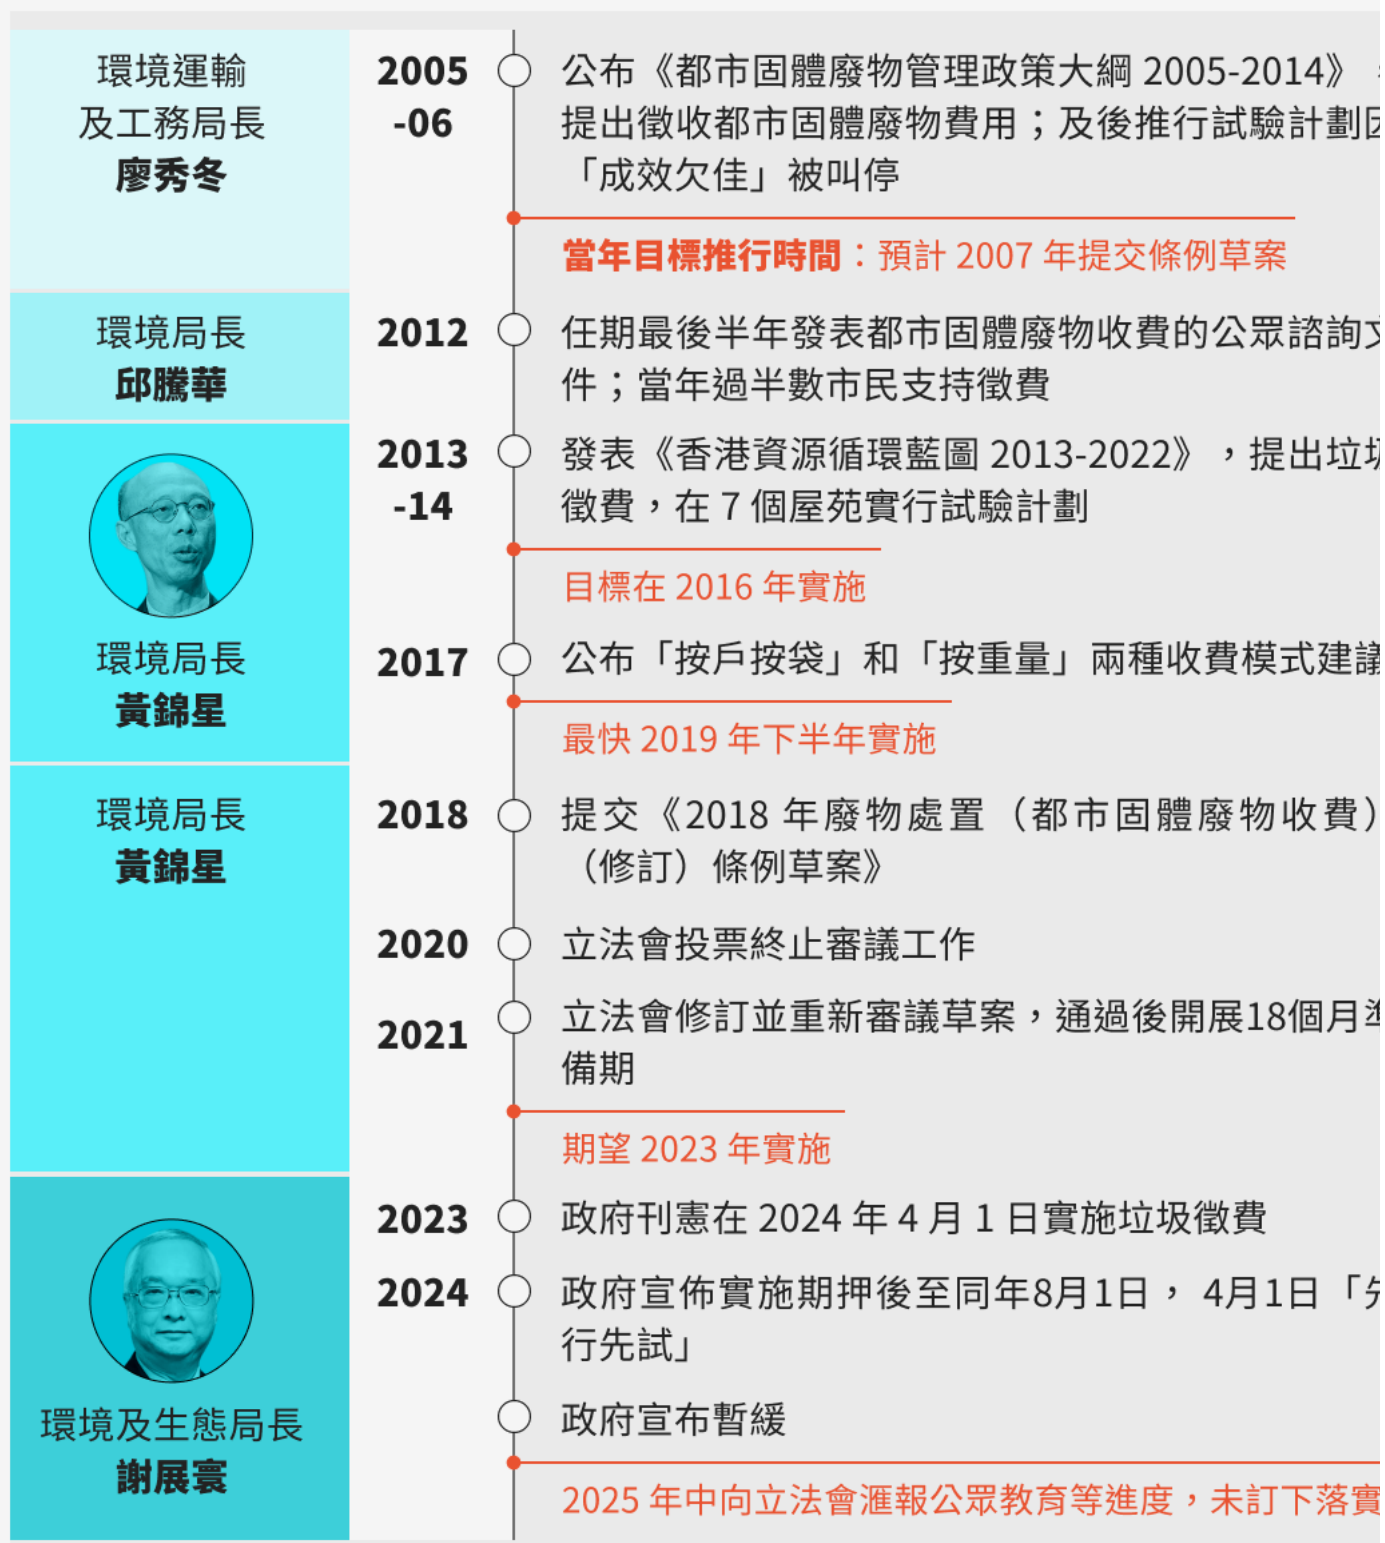 環境運輸
及工務局長
廖秀冬
2005
-06
公布《都市固體廢物管理政策大綱 2005-2014》
提出徵收都市固體廢物費用；及後推行試驗計劃因
「成效欠佳」被叫停
當年目標推行時間：預計 2007 年提交條例草案
環境局長
邱騰華
2012
任期最後半年發表都市固體廢物收費的公眾諮詢文
件；當年過半數市民支持徵費
2013
-14
發表《香港資源循環藍圖 2013-2022》，提出垃圾
徵費，在 7 個屋苑實行試驗計劃
目標在 2016 年實施
環境局長
黃錦星
2017
公布「按戶按袋」和「按重量」兩種收費模式建議
最快 2019 年下半年實施
環境局長
黃錦星
2018
提交《2018 年廢物處置（都市固體廢物收費）
（修訂）條例草案》
2020
立法會投票終止審議工作
2021
立法會修訂並重新審議草案，通過後開展18個月準
備期
期望 2023 年實施
2023
政府刊憲在 2024 年 4 月 1 日實施垃圾徵費
2024
政府宣佈實施期押後至同年8月1日， 4月1日「先
行先試」
政府宣布暫緩
環境及生態局長
謝展寰
2025 年中向立法會滙報公眾教育等進度，未訂下落實